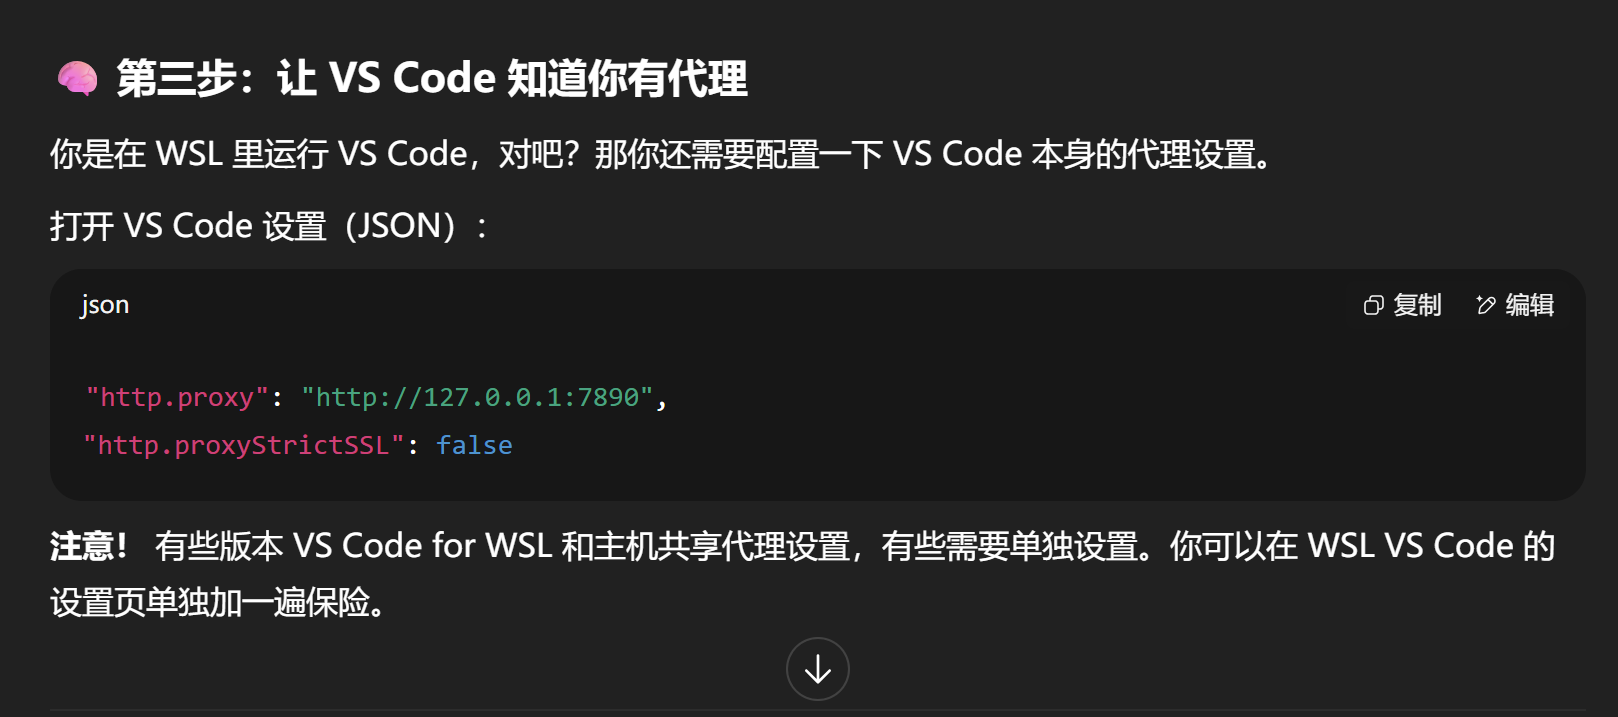 🧠 第三步：让 VS Code 知道你有代理
你是在 WSL 里运行 VS Code，对吧？那你还需要配置一下 VS Code 本身的代理设置。
打开 VS Code 设置（JSON）：
json
复制 编辑
"http.proxy": "http://127.0.0.1:7890",
"http.proxyStrictSSL": false
注意！ 有些版本 VS Code for WSL 和主机共享代理设置，有些需要单独设置。你可以在 WSL VS Code 的
设置页单独加一遍保险。